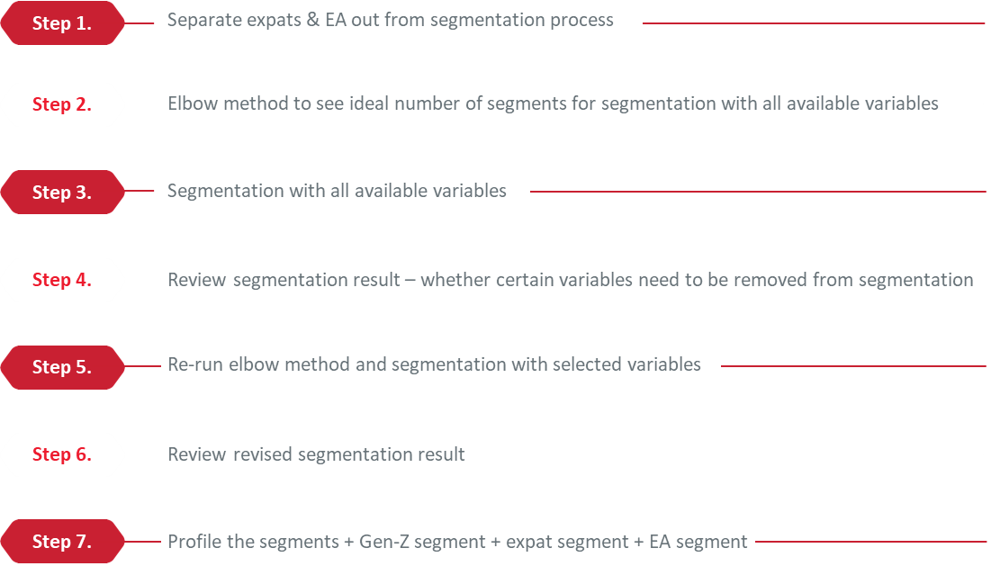 Step 1. Separate expats & EA out from segmentation process
Step 2. Elbow method to see ideal number of segments for segmentation with all available variables
Step 3. Segmentation with all available variables
Step 4. Review segmentation result – whether certain variables need to be removed from segmentation
Step 5. Re-run elbow method and segmentation with selected variables
Step 6. Review revised segmentation result
Step 7. Profile the segments + Gen-Z segment + expat segment + EA segment